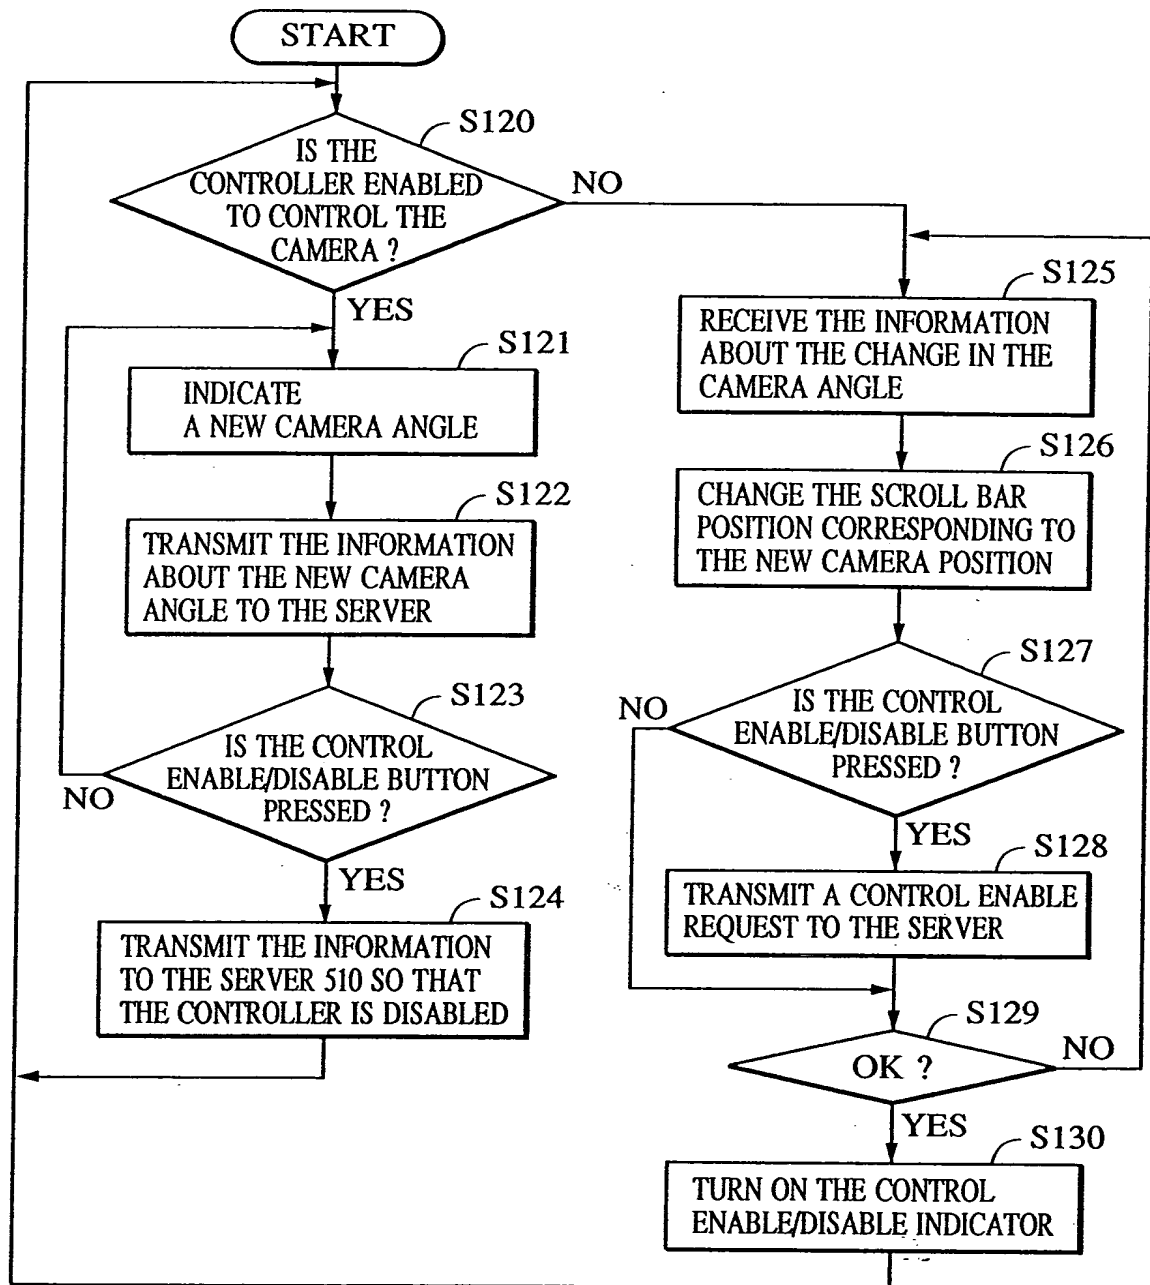 START
S120
IS THE
CONTROLLER ENABLED
TO CONTROL THE
CAMERA ?
NO
YES
S121
INDICATE
A NEW CAMERA ANGLE
S122
TRANSMIT THE INFORMATION
ABOUT THE NEW CAMERA
ANGLE TO THE SERVER
S123
IS THE CONTROL
ENABLE/DISABLE BUTTON
PRESSED ?
NO
YES
S124
TRANSMIT THE INFORMATION
TO THE SERVER 510 SO THAT
THE CONTROLLER IS DISABLED
S125
RECEIVE THE INFORMATION
ABOUT THE CHANGE IN THE
CAMERA ANGLE
S126
CHANGE THE SCROLL BAR
POSITION CORRESPONDING TO
THE NEW CAMERA POSITION
S127
IS THE CONTROL
ENABLE/DISABLE BUTTON
PRESSED ?
NO
YES
S128
TRANSMIT A CONTROL ENABLE
REQUEST TO THE SERVER
S129
OK ?
NO
YES
S130
TURN ON THE CONTROL
ENABLE/DISABLE INDICATOR